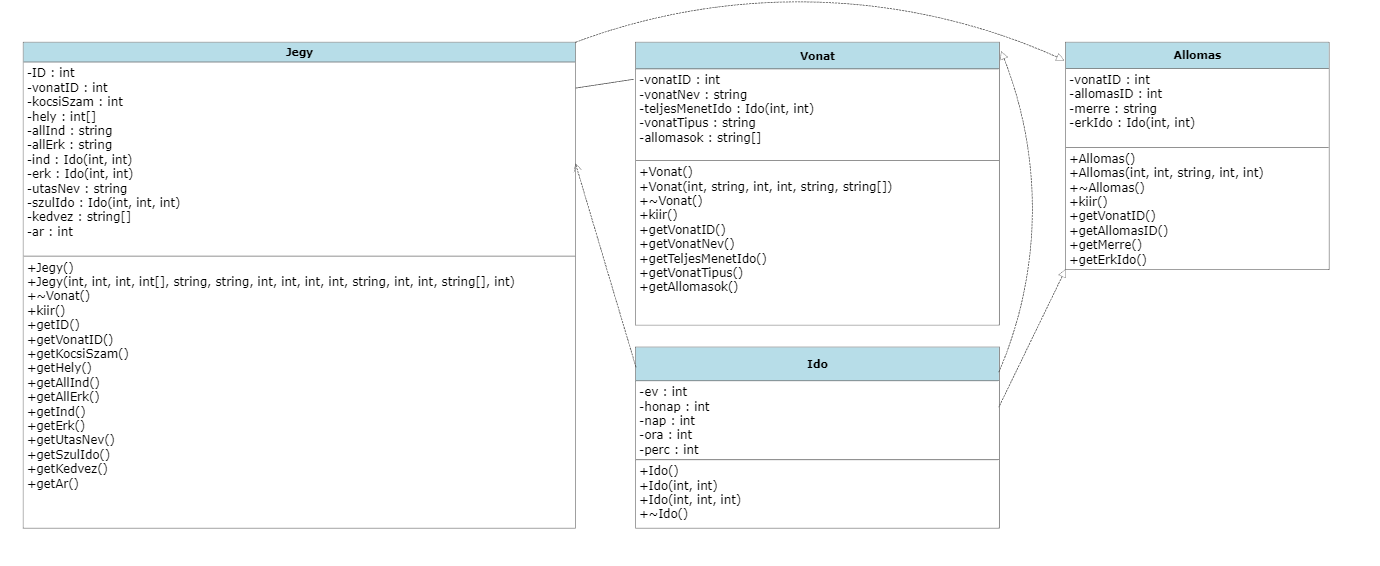 Jegy
-ID : int
-vonatID : int
-kocsiSzam : int
-hely : int[]
-allInd : string
-allErk : string
-ind : Ido(int, int)
-erk : Ido(int, int)
-utasNev : string
-szulIdo : Ido(int, int, int)
-kedvez : string[]
-ar : int
+Jegy()
+Jegy(int, int, int, int[], string, string, int, int, int, int, string, int, int, string[], int)
+~Vonat()
+kiir()
+getID()
+getVonatID()
+getKocsiSzam()
+getHely()
+getAllInd()
+getAllErk()
+getInd()
+getErk()
+getUtasNev()
+getSzulIdo()
+getKedvez()
+getAr()
Vonat
-vonatID : int
-vonatNev : string
-teljesMenetIdo : Ido(int, int)
-vonatTipus : string
-allomasok : string[]
+Vonat()
+Vonat(int, string, int, int, string, string[])
+~Vonat()
+kiir()
+getVonatID()
+getVonatNev()
+getTeljesMenetIdo()
+getVonatTipus()
+getAllomasok()
Allomas
-vonatID : int
-allomasID : int
-merre : string
-erkIdo : Ido(int, int)
+Allomas()
+Allomas(int, int, string, int, int)
+~Allomas()
+kiir()
+getVonatID()
+getAllomasID()
+getMerre()
+getErkIdo()
Ido
-ev : int
-honap : int
-nap : int
-ora : int
-perc : int
+Ido()
+Ido(int, int)
+Ido(int, int, int)
+~Ido()